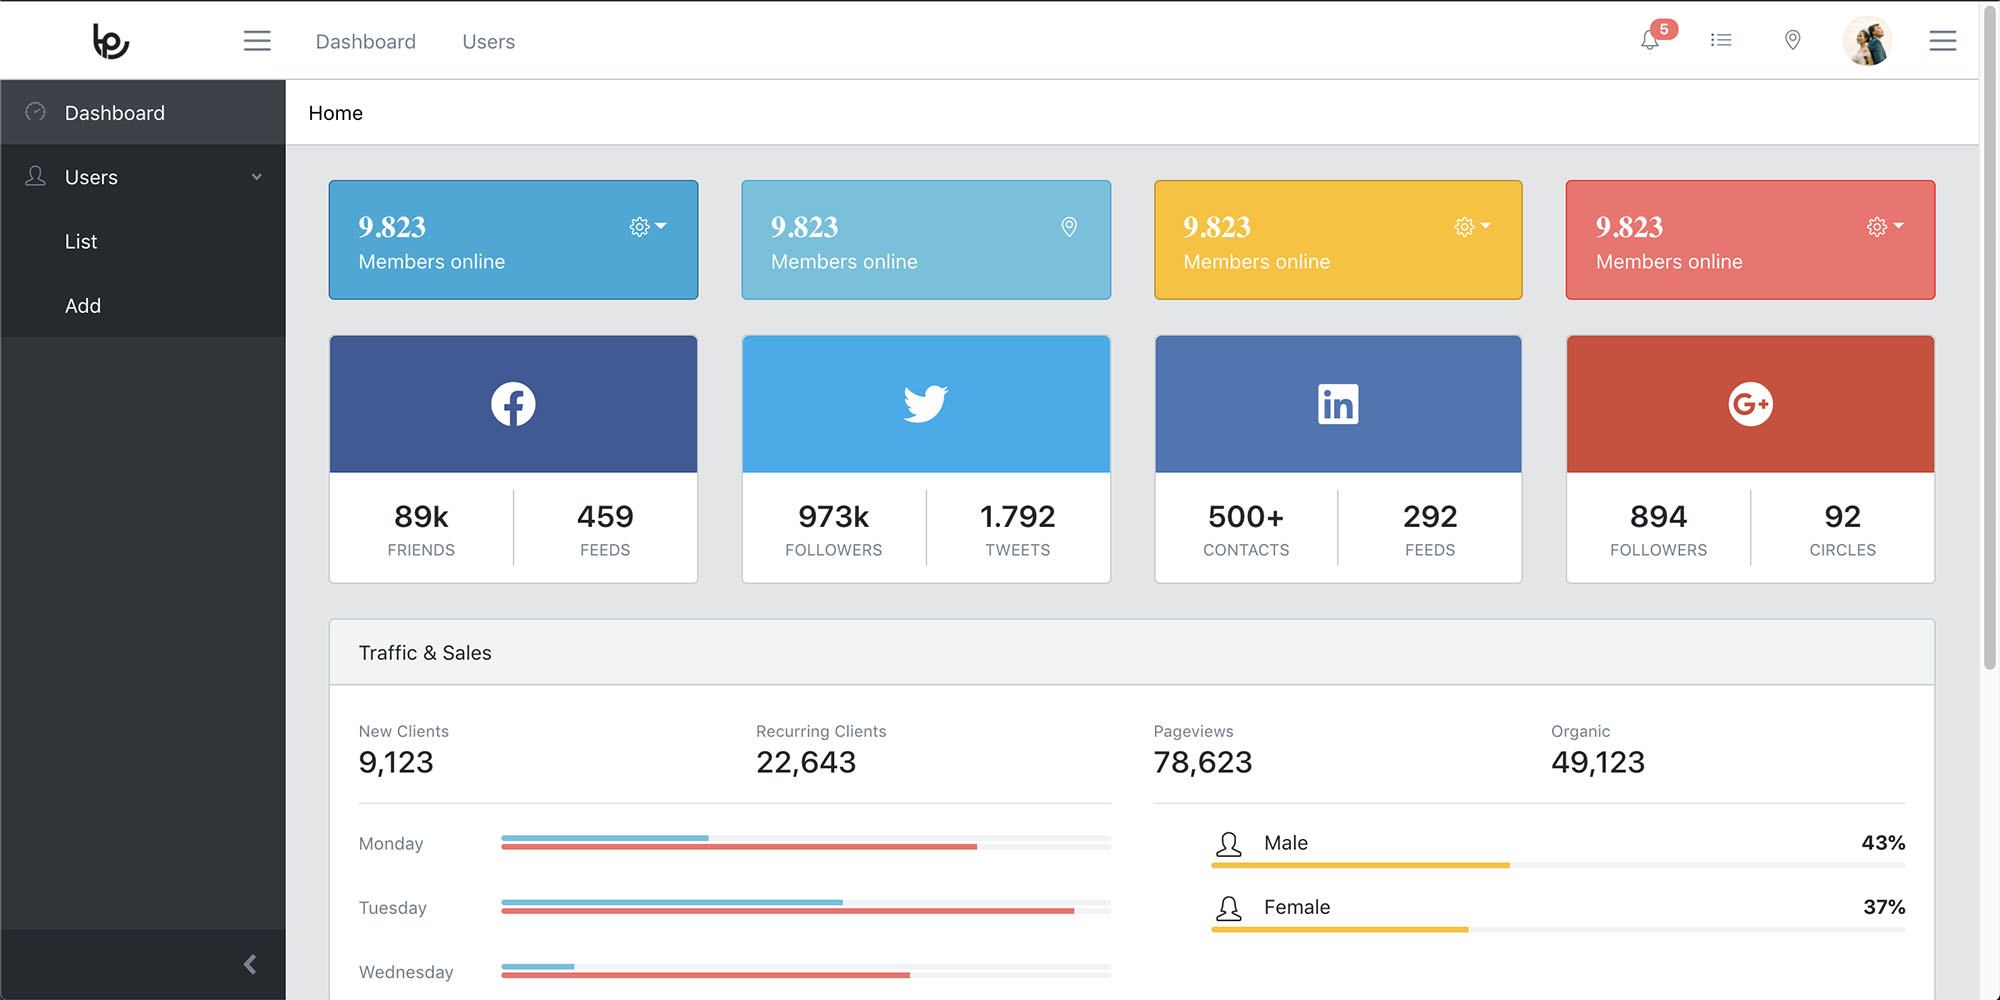 Dashboard Users 5
Dashboard
Users
List
Add
Home
9.823
Members online
9.823
Members online
9.823
Members online
9.823
Members online
89k
FRIENDS
459
FEEDS
973k
FOLLOWERS
1.792
TWEETS
500+
CONTACTS
292
FEEDS
894
FOLLOWERS
92
CIRCLES
Traffic & Sales
New Clients
9,123
Recurring Clients
22,643
Pageviews
78,623
Organic
49,123
Monday
Tuesday
Wednesday
Male 43%
Female 37%